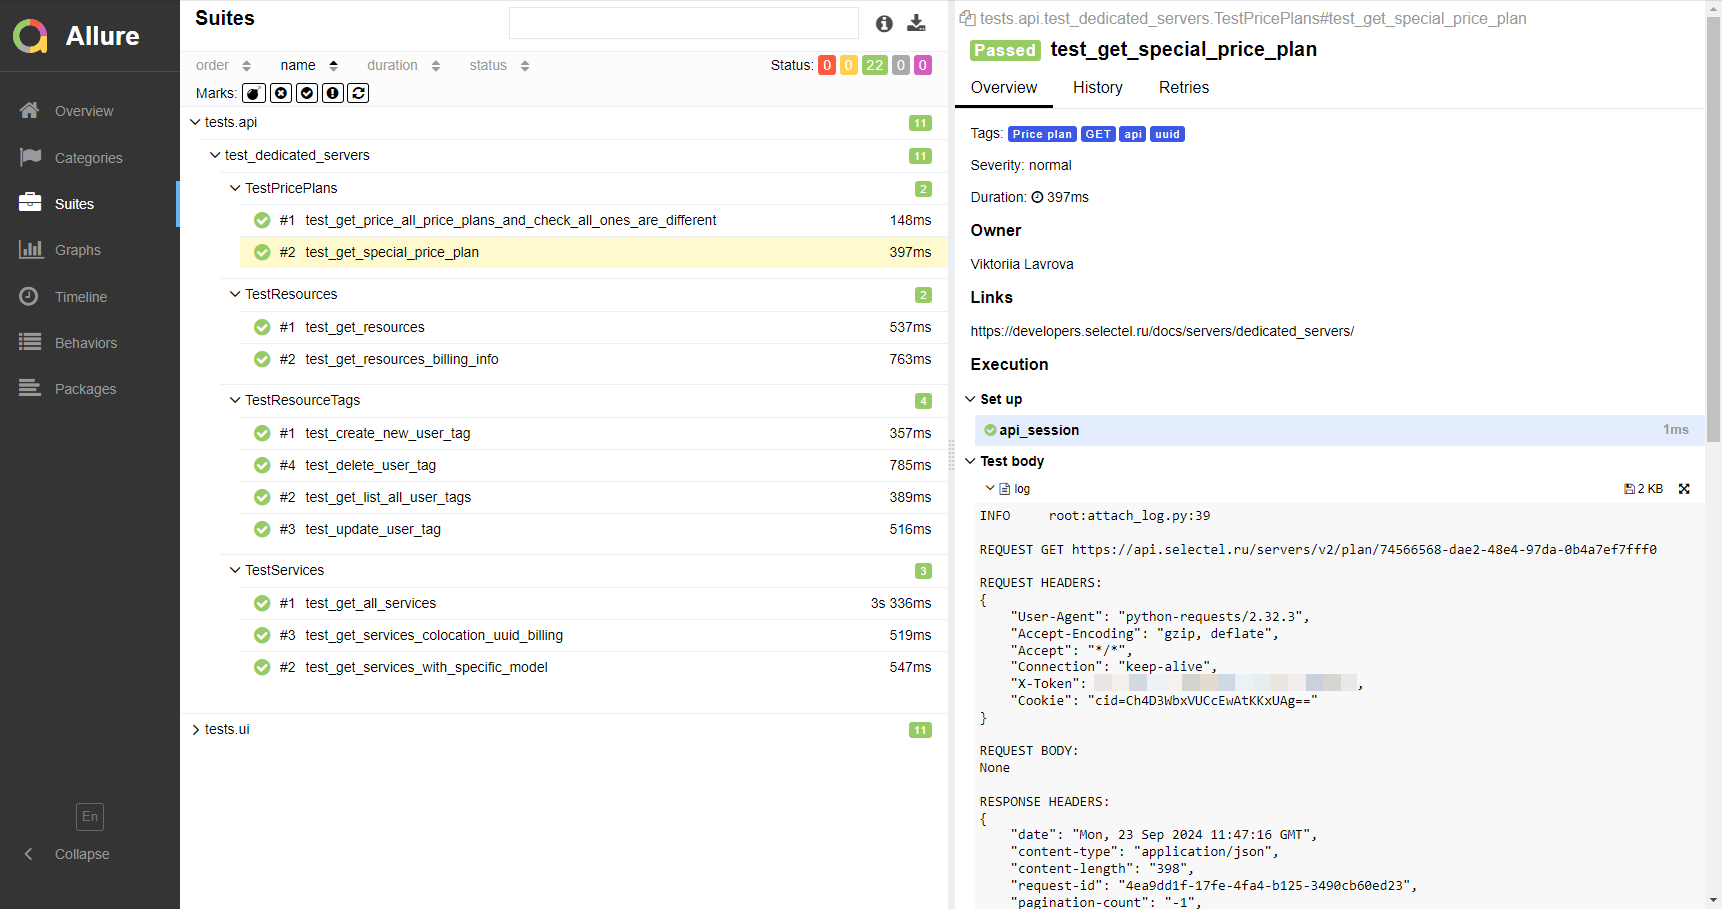 Allure
Overview
Categories
Suites
Graphs
Timeline
Behaviors
Packages
En
Collapse
Suites
order name duration status Status: 0 0 22 0 0
Marks:
tests.api 11
test_dedicated_servers 11
TestPricePlans 2
#1 test_get_price_all_price_plans_and_check_all_ones_are_different 148ms
#2 test_get_special_price_plan 397ms
TestResources 2
#1 test_get_resources 537ms
#2 test_get_resources_billing_info 763ms
TestResourceTags 4
#1 test_create_new_user_tag 357ms
#4 test_delete_user_tag 785ms
#2 test_get_list_all_user_tags 389ms
#3 test_update_user_tag 516ms
TestServices 3
#1 test_get_all_services 3s 336ms
#3 test_get_services_colocation_uuid_billing 519ms
#2 test_get_services_with_specific_model 547ms
tests.ui 11
tests.api.test_dedicated_servers.TestPricePlans#test_get_special_price_plan
Passed test_get_special_price_plan
Overview History Retries
Tags: Price plan GET api uuid
Severity: normal
Duration: 397ms
Owner
Viktoriia Lavrova
Links
https://developers.selectel.ru/docs/servers/dedicated_servers/
Execution
Set up
api_session 1ms
Test body
log 2 KB
INFO root:attach_log.py:39
REQUEST GET https://api.selectel.ru/servers/v2/plan/74566568-dae2-48e4-97da-0b4a7ef7fff0
REQUEST HEADERS:
{
"User-Agent": "python-requests/2.32.3",
"Accept-Encoding": "gzip, deflate",
"Accept": "*/*",
"Connection": "keep-alive",
"X-Token": ,
"Cookie": "cid=Ch4D3WbxVUCcEwAtKKxUAg=="
}
REQUEST BODY:
None
RESPONSE HEADERS:
{
"date": "Mon, 23 Sep 2024 11:47:16 GMT",
"content-type": "application/json",
"content-length": "398",
"request-id": "4ea9dd1f-17fe-4fa4-b125-3490cb60ed23",
"pagination-count": "-1",